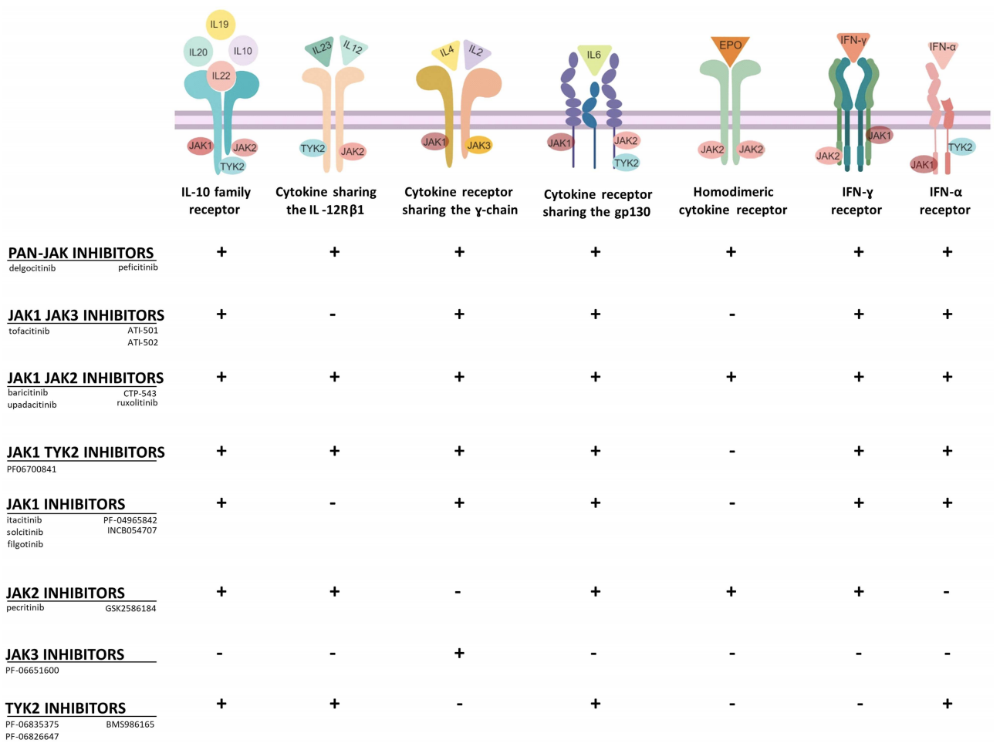 IL19
IL20
IL10
IL22
IL23
IL12
IL4
IL2
IL6
EPO
IFN-γ
IFN-α
JAK1
JAK2
TYK2
TYK2
JAK2
JAK1
JAK3
JAK1
JAK2
TYK2
JAK2
JAK2
JAK2
JAK1
JAK1
TYK2
IL-10 family
receptor
Cytokine sharing
the IL -12Rβ1
Cytokine receptor
sharing the ɣ-chain
Cytokine receptor
sharing the gp130
Homodimeric
cytokine receptor
IFN-ɣ
receptor
IFN-α
receptor
PAN-JAK INHIBITORS + + + + + + +
delgocitinib peficitinib
JAK1 JAK3 INHIBITORS + - + + - + +
tofacitinib ATI-501
ATI-502
JAK1 JAK2 INHIBITORS + + + + + + +
baricitinib CTP-543
upadacitinib ruxolitinib
JAK1 TYK2 INHIBITORS + + + + - + +
PF06700841
JAK1 INHIBITORS + - + + - + +
itacitinib PF-04965842
solcitinib INCB054707
filgotinib
JAK2 INHIBITORS + + - + + + -
pecritinib GSK2586184
JAK3 INHIBITORS - - + - - - -
PF-06651600
TYK2 INHIBITORS + + - + - - +
PF-06835375 BMS986165
PF-06826647